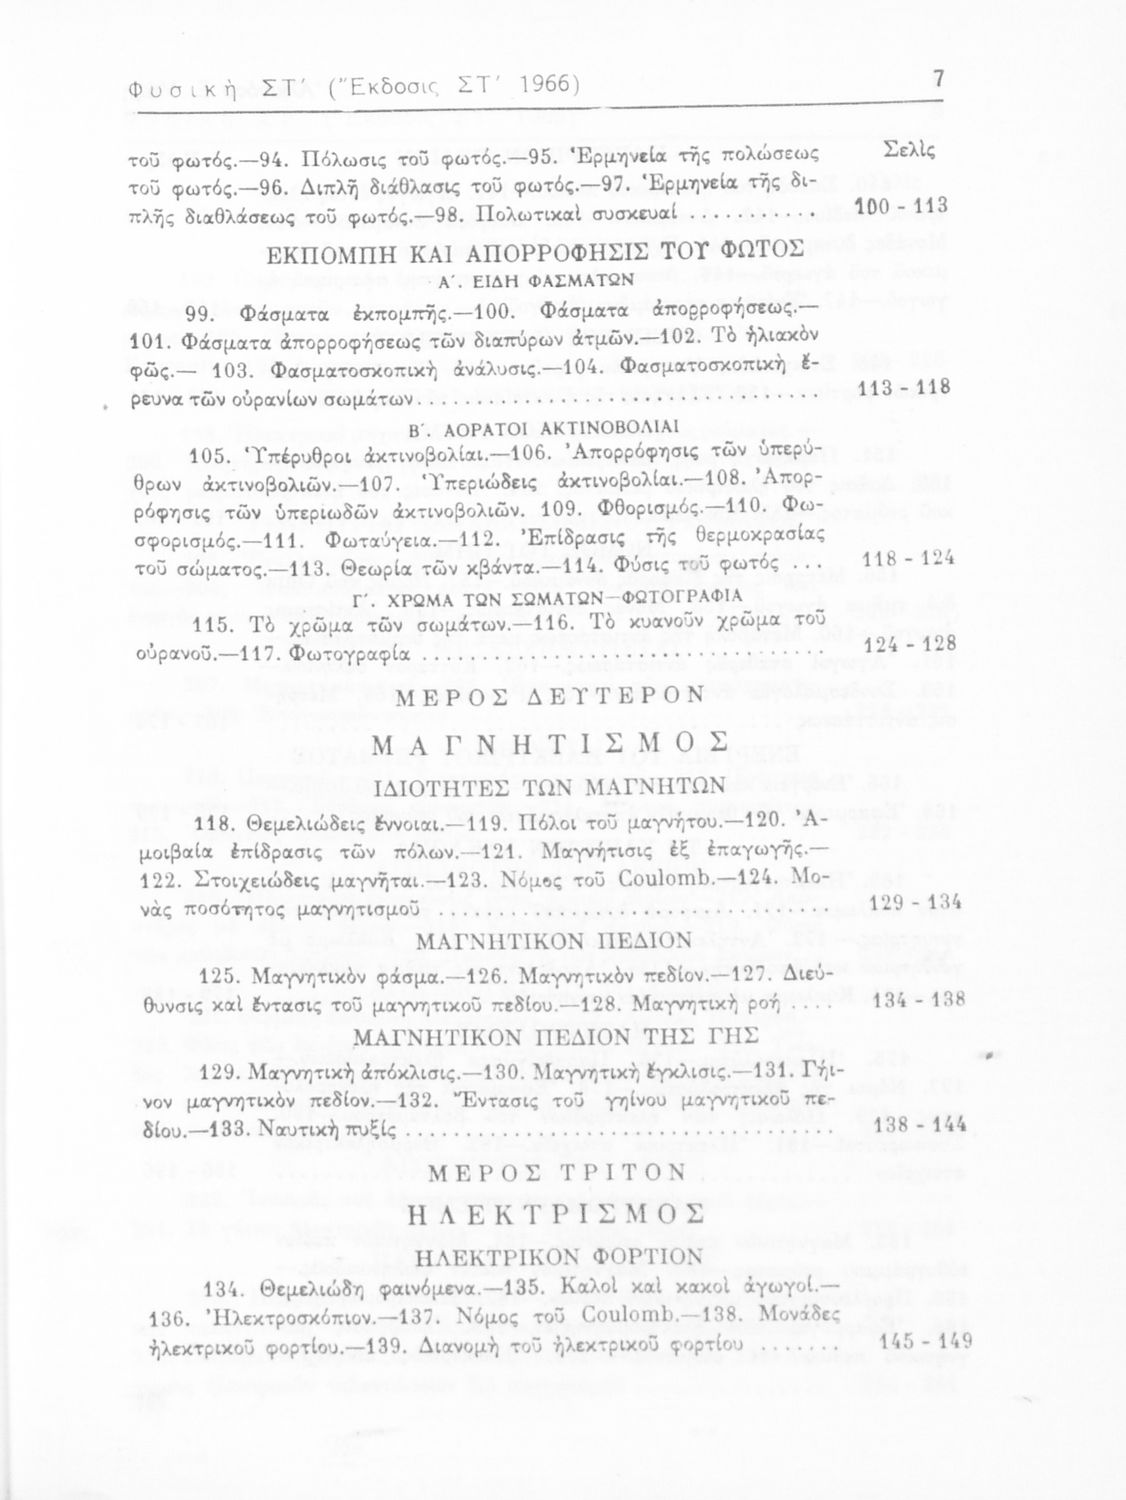 Φυσικὴ ΣΤ΄ (Ἔκδοσις ΣΤ΄ 1966) 7
Σελὶς
τοῦ φωτός.—94. Πόλωσις τοῦ φωτός.—95. Ἑρμηνεία τῆς πολώσεως
τοῦ φωτός.—96. Διπλῆ διάθλασις τοῦ φωτός.—97. Ἑρμηνεία τῆς δι-
πλῆς διαθλάσεως τοῦ φωτός.—98. Πολωτικαὶ συσκευαί ........... 100 - 113
ΕΚΠΟΜΠΗ ΚΑΙ ΑΠΟΡΡΟΦΗΣΙΣ ΤΟΥ ΦΩΤΟΣ
Α΄. ΕΙΔΗ ΦΑΣΜΑΤΩΝ
99. Φάσματα ἐκπομπῆς.—100. Φάσματα ἀπορροφήσεως.—
101. Φάσματα ἀπορροφήσεως τῶν διαπύρων ἀτμῶν.—102. Τὸ ἡλιακὸν
φῶς.— 103. Φασματοσκοπικὴ ἀνάλυσις.—104. Φασματοσκοπικὴ ἔ-
ρευνα τῶν οὐρανίων σωμάτων................................ 113 - 118
Β΄. ΑΟΡΑΤΟΙ ΑΚΤΙΝΟΒΟΛΙΑΙ
105. Ὑπέρυθροι ἀκτινοβολίαι.—106. Ἀπορρόφησις τῶν ὑπερύ-
θρων ἀκτινοβολιῶν.—107. Ὑπεριώδεις ἀκτινοβολίαι.—108. Ἀπορ-
ρόφησις τῶν ὑπεριωδῶν ἀκτινοβολιῶν. 109. Φθορισμός.—110. Φω-
σφορισμός.—111. Φωταύγεια.—112. Ἐπίδρασις τῆς θερμοκρασίας
τοῦ σώματος.—113. Θεωρία τῶν κβάντα.—114. Φύσις τοῦ φωτός ... 118 - 124
Γ΄. ΧΡΩΜΑ ΤΩΝ ΣΩΜΑΤΩΝ—ΦΩΤΟΓΡΑΦΙΑ
115. Τὸ χρῶμα τῶν σωμάτων.—116. Τὸ κυανοῦν χρῶμα τοῦ
οὐρανοῦ.—117. Φωτογραφία ................................ 124 - 128
ΜΕΡΟΣ ΔΕΥΤΕΡΟΝ
ΜΑΓΝΗΤΙΣΜΟΣ
ΙΔΙΟΤΗΤΕΣ ΤΩΝ ΜΑΓΝΗΤΩΝ
118. Θεμελιώδεις ἔννοιαι.—119. Πόλοι τοῦ μαγνήτου.—120. Ἀ-
μοιβαία ἐπίδρασις τῶν πόλων.—121. Μαγνήτισις ἐξ ἐπαγωγῆς.—
122. Στοιχειώδεις μαγνῆται.—123. Νόμος τοῦ Coulomb.—124. Μο-
νὰς ποσότητος μαγνητισμοῦ ................................ 129 - 134
ΜΑΓΝΗΤΙΚΟΝ ΠΕΔΙΟΝ
125. Μαγνητικὸν φάσμα.—126. Μαγνητικὸν πεδίον.—127. Διεύ-
θυνσις καὶ ἔντασις τοῦ μαγνητικοῦ πεδίου.—128. Μαγνητικὴ ροή .... 134 - 138
ΜΑΓΝΗΤΙΚΟΝ ΠΕΔΙΟΝ ΤΗΣ ΓΗΣ
129. Μαγνητικὴ ἀπόκλισις.—130. Μαγνητικὴ ἔγκλισις.—131. Γήι-
νον μαγνητικὸν πεδίον.—132. Ἔντασις τοῦ γηίνου μαγνητικοῦ πε-
δίου.—133. Ναυτικὴ πυξίς ................................ 138 - 144
ΜΕΡΟΣ ΤΡΙΤΟΝ
ΗΛΕΚΤΡΙΣΜΟΣ
ΗΛΕΚΤΡΙΚΟΝ ΦΟΡΤΙΟΝ
134. Θεμελιώδη φαινόμενα.—135. Καλοὶ καὶ κακοὶ ἀγωγοί.—
136. Ἠλεκτροσκόπιον.—137. Νόμος τοῦ Coulomb.—138. Μονάδες
ἠλεκτρικοῦ φορτίου.—139. Διανομὴ τοῦ ἠλεκτρικοῦ φορτίου ....... 145 - 149